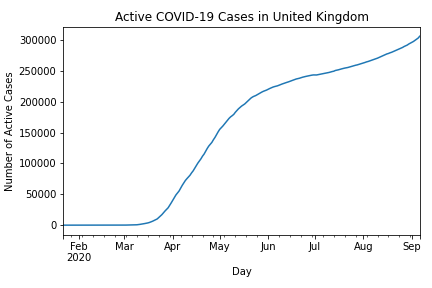 Active COVID-19 Cases in United Kingdom
Number of Active Cases
300000
250000
200000
150000
100000
50000
0
Feb Mar Apr May Jun Jul Aug Sep
2020
Day